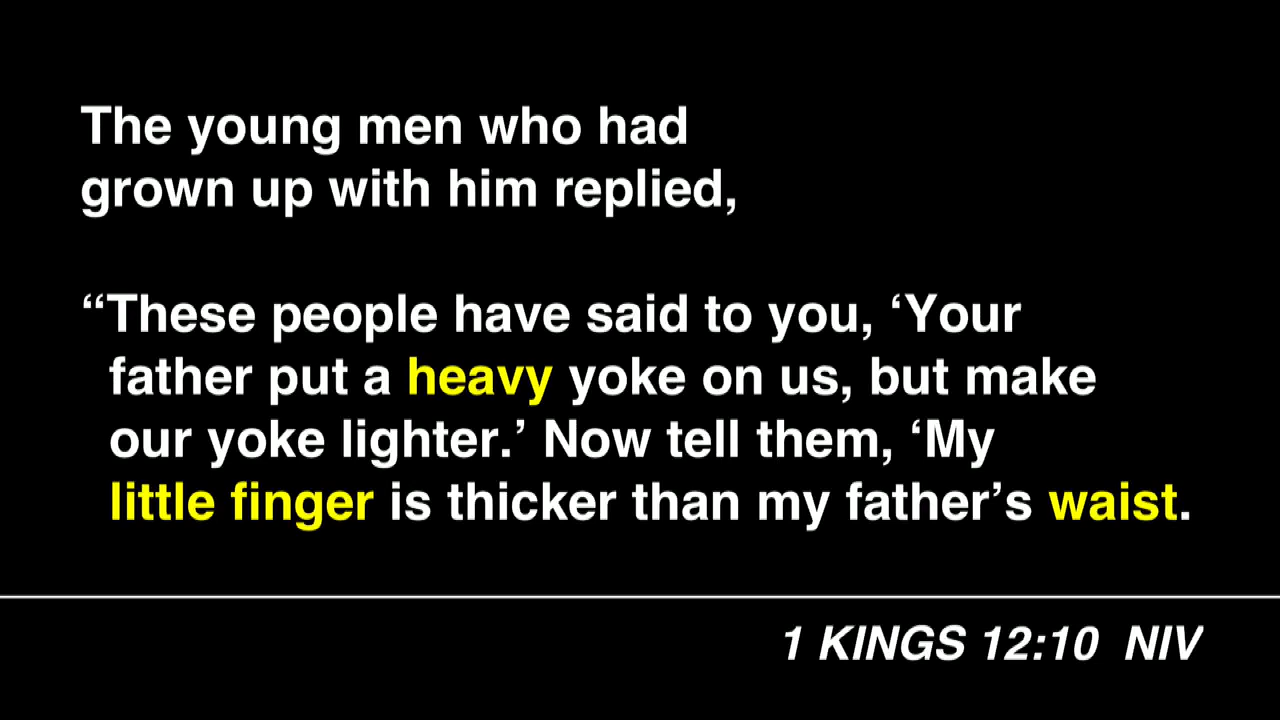 The young men who had
grown up with him replied,
“These people have said to you, ‘Your
father put a heavy yoke on us, but make
our yoke lighter.’ Now tell them, ‘My
little finger is thicker than my father’s waist.
1 KINGS 12:10 NIV